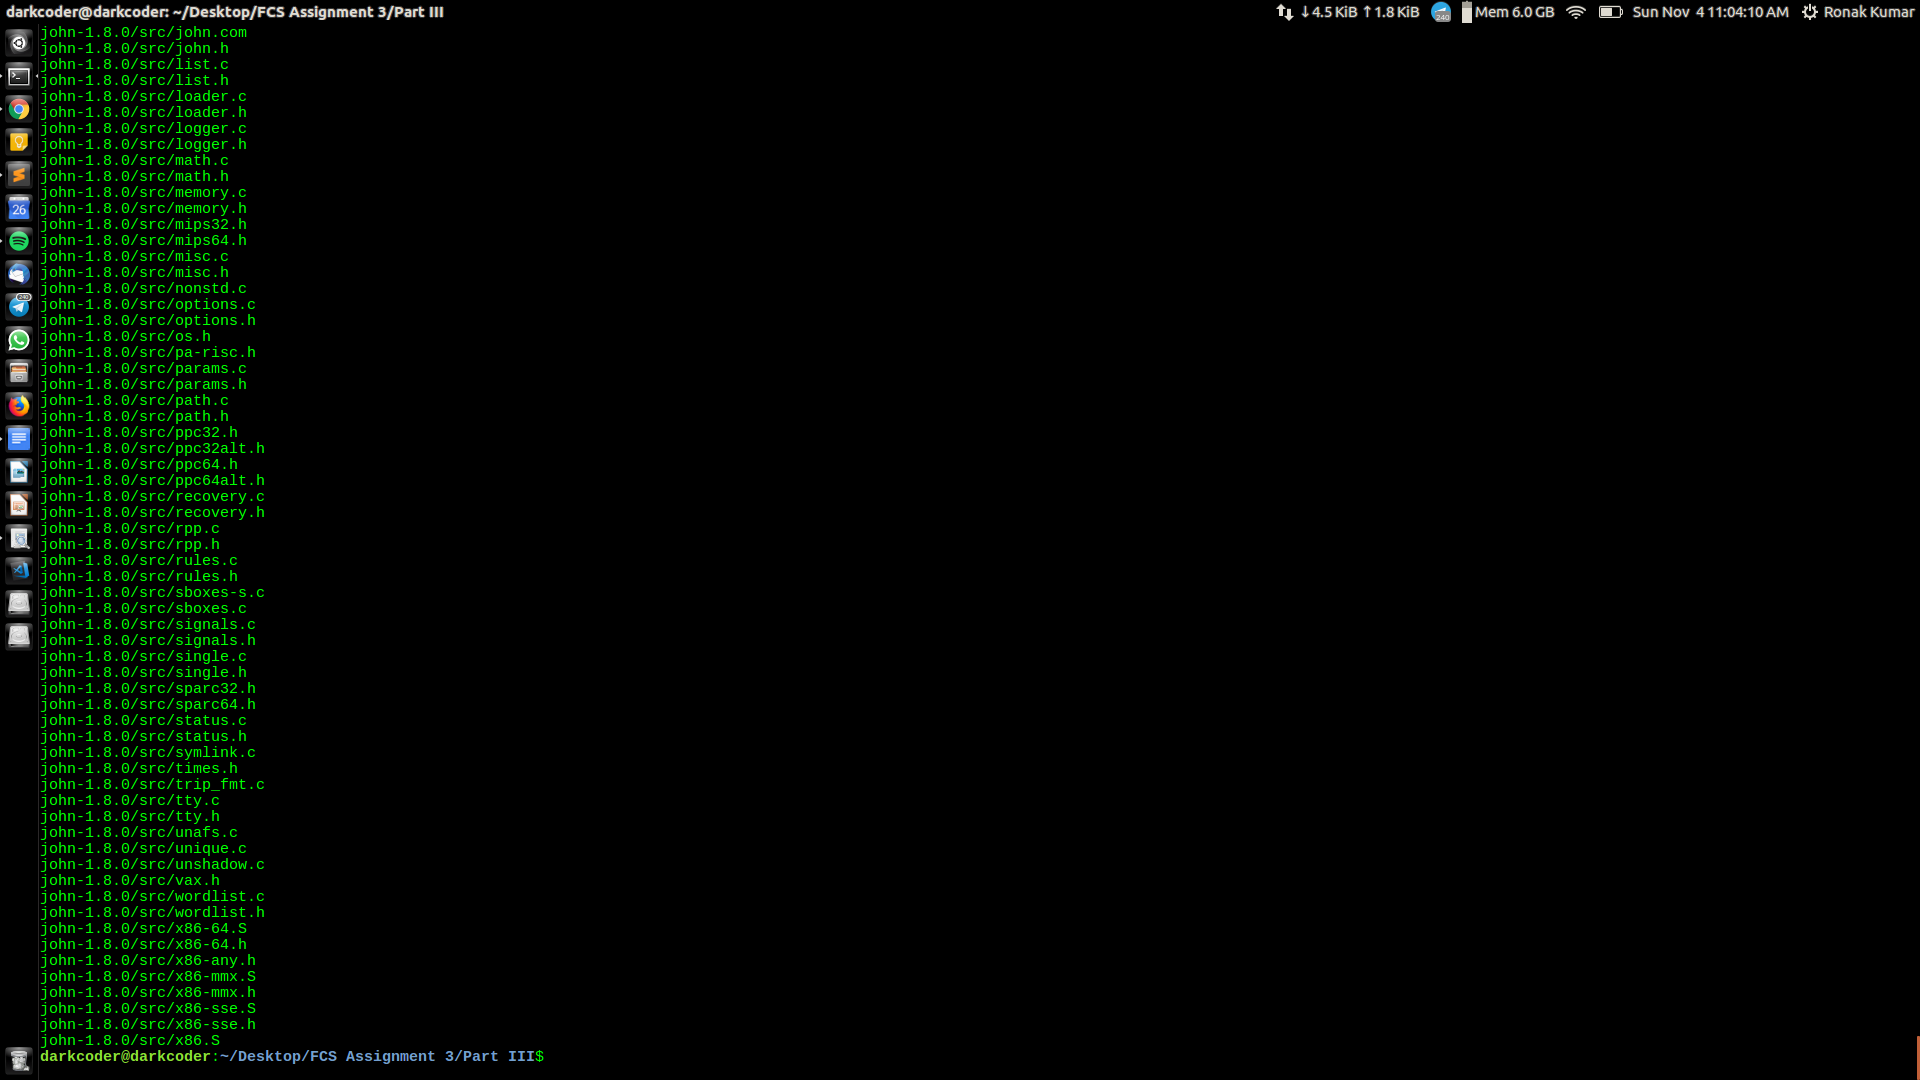 darkcoder@darkcoder: ~/Desktop/FCS Assignment 3/Part III
↓4.5 KiB ↑1.8 KiB 240 Mem 6.0 GB Sun Nov 4 11:04:10 AM Ronak Kumar
john-1.8.0/src/john.com
john-1.8.0/src/john.h
john-1.8.0/src/list.c
john-1.8.0/src/list.h
john-1.8.0/src/loader.c
john-1.8.0/src/loader.h
john-1.8.0/src/logger.c
john-1.8.0/src/logger.h
john-1.8.0/src/math.c
john-1.8.0/src/math.h
john-1.8.0/src/memory.c
john-1.8.0/src/memory.h
26
john-1.8.0/src/mips32.h
john-1.8.0/src/mips64.h
john-1.8.0/src/misc.c
john-1.8.0/src/misc.h
john-1.8.0/src/nonstd.c
240
john-1.8.0/src/options.c
john-1.8.0/src/options.h
john-1.8.0/src/os.h
john-1.8.0/src/pa-risc.h
john-1.8.0/src/params.c
john-1.8.0/src/params.h
john-1.8.0/src/path.c
john-1.8.0/src/path.h
john-1.8.0/src/ppc32.h
john-1.8.0/src/ppc32alt.h
john-1.8.0/src/ppc64.h
john-1.8.0/src/ppc64alt.h
john-1.8.0/src/recovery.c
john-1.8.0/src/recovery.h
john-1.8.0/src/rpp.c
john-1.8.0/src/rpp.h
john-1.8.0/src/rules.c
john-1.8.0/src/rules.h
john-1.8.0/src/sboxes-s.c
john-1.8.0/src/sboxes.c
john-1.8.0/src/signals.c
john-1.8.0/src/signals.h
john-1.8.0/src/single.c
john-1.8.0/src/single.h
john-1.8.0/src/sparc32.h
john-1.8.0/src/sparc64.h
john-1.8.0/src/status.c
john-1.8.0/src/status.h
john-1.8.0/src/symlink.c
john-1.8.0/src/times.h
john-1.8.0/src/trip_fmt.c
john-1.8.0/src/tty.c
john-1.8.0/src/tty.h
john-1.8.0/src/unafs.c
john-1.8.0/src/unique.c
john-1.8.0/src/unshadow.c
john-1.8.0/src/vax.h
john-1.8.0/src/wordlist.c
john-1.8.0/src/wordlist.h
john-1.8.0/src/x86-64.S
john-1.8.0/src/x86-64.h
john-1.8.0/src/x86-any.h
john-1.8.0/src/x86-mmx.S
john-1.8.0/src/x86-mmx.h
john-1.8.0/src/x86-sse.S
john-1.8.0/src/x86-sse.h
john-1.8.0/src/x86.S
darkcoder@darkcoder:~/Desktop/FCS Assignment 3/Part III$